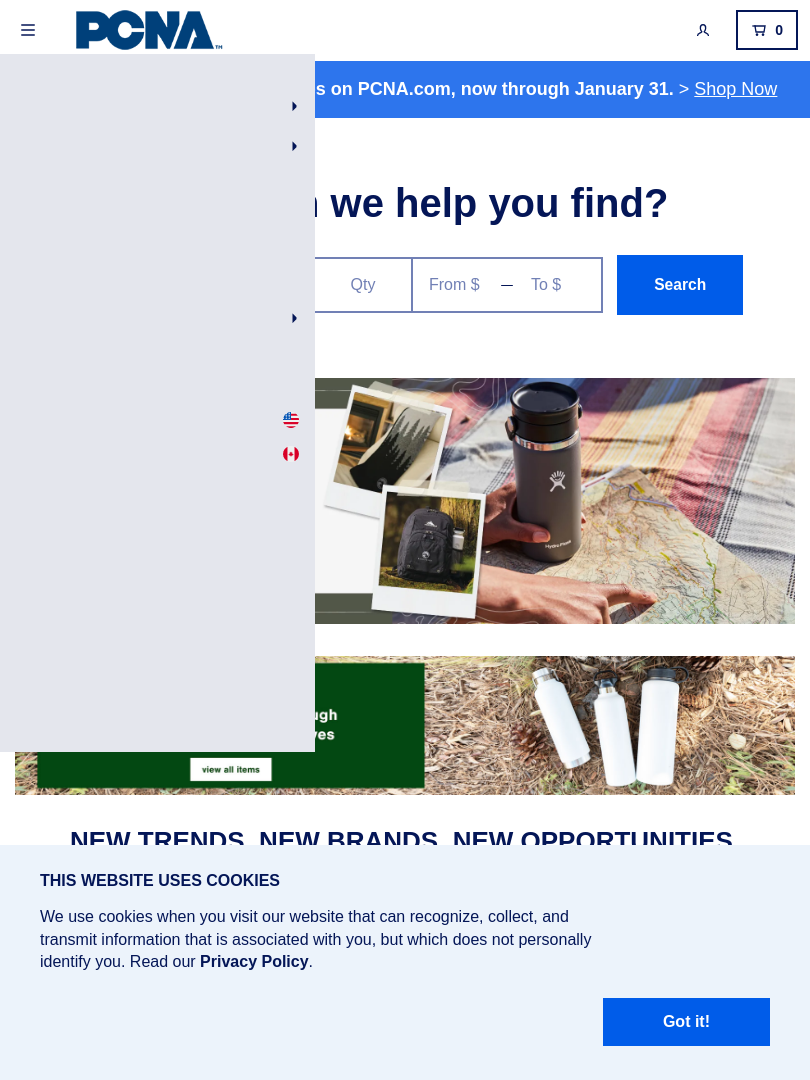 PCNA™
0
s on PCNA.com, now through January 31. > Shop Now
we help you find?
Qty
From $ — To $
Search
Hydro Flask
ugh
ves
view all items
NEW TRENDS. NEW BRANDS. NEW OPPORTUNITIES.
THIS WEBSITE USES COOKIES
We use cookies when you visit our website that can recognize, collect, and
transmit information that is associated with you, but which does not personally
identify you. Read our Privacy Policy.
Got it!